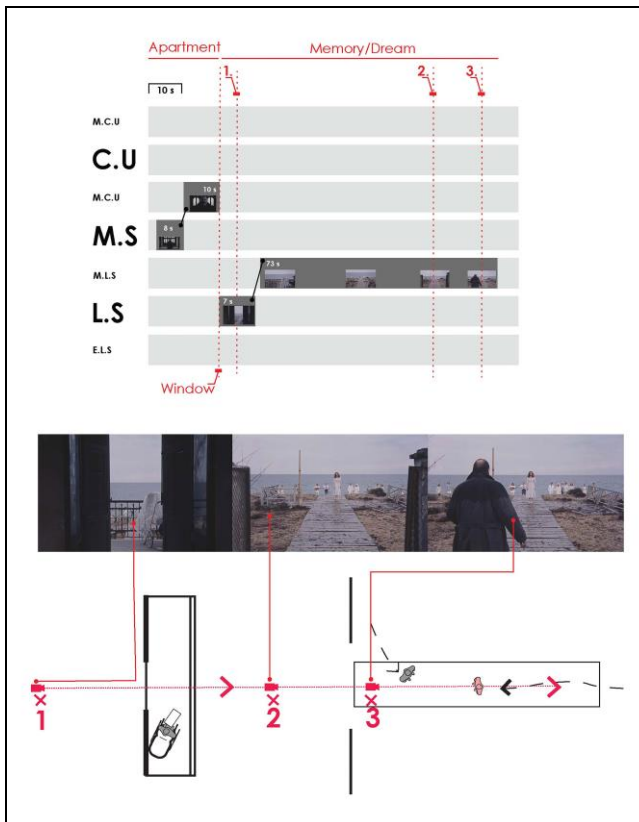 Apartment Memory/Dream
1. 2. 3.
10 s
M.C.U
C.U
M.C.U 10 s
M.S 8 s
M.L.S 73 s
L.S 7 s
E.L.S
Window
1 2 3